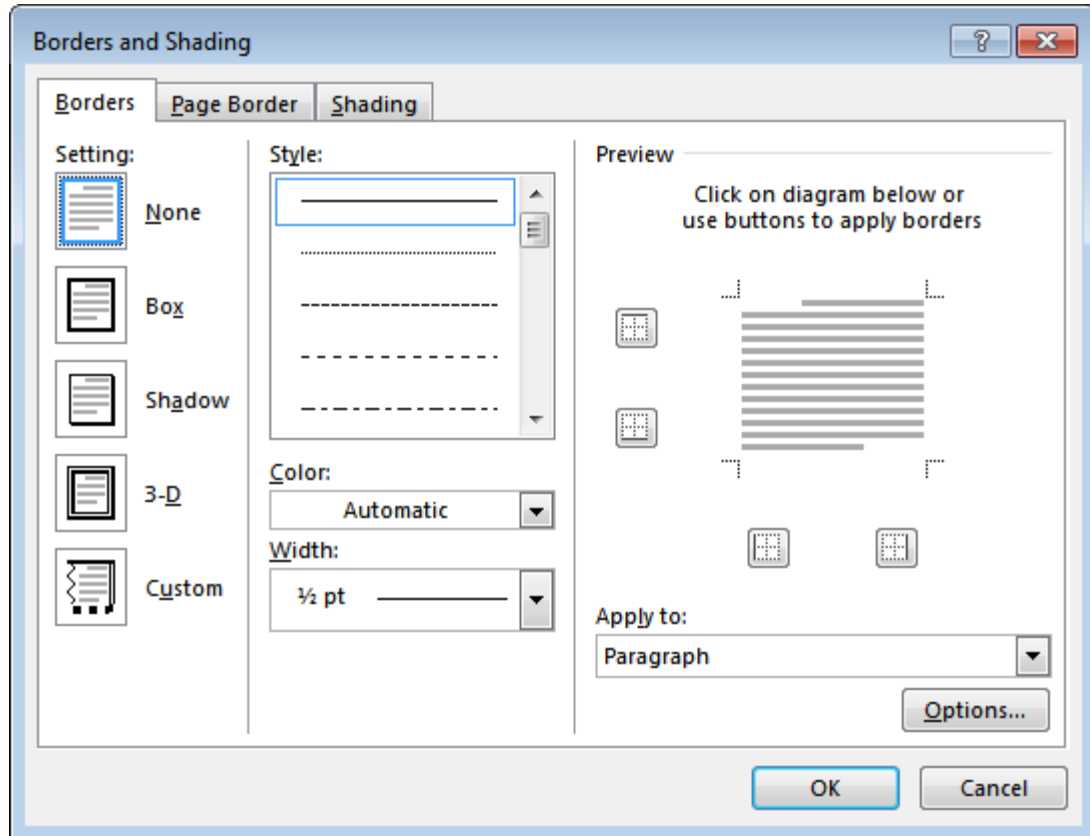 Borders and Shading
Borders
Page Border
Shading
Setting:
None
Box
Shadow
3-D
Custom
Style:
Color:
Automatic
Width:
½ pt
Preview
Click on diagram below or
use buttons to apply borders
Apply to:
Paragraph
Options...
OK
Cancel